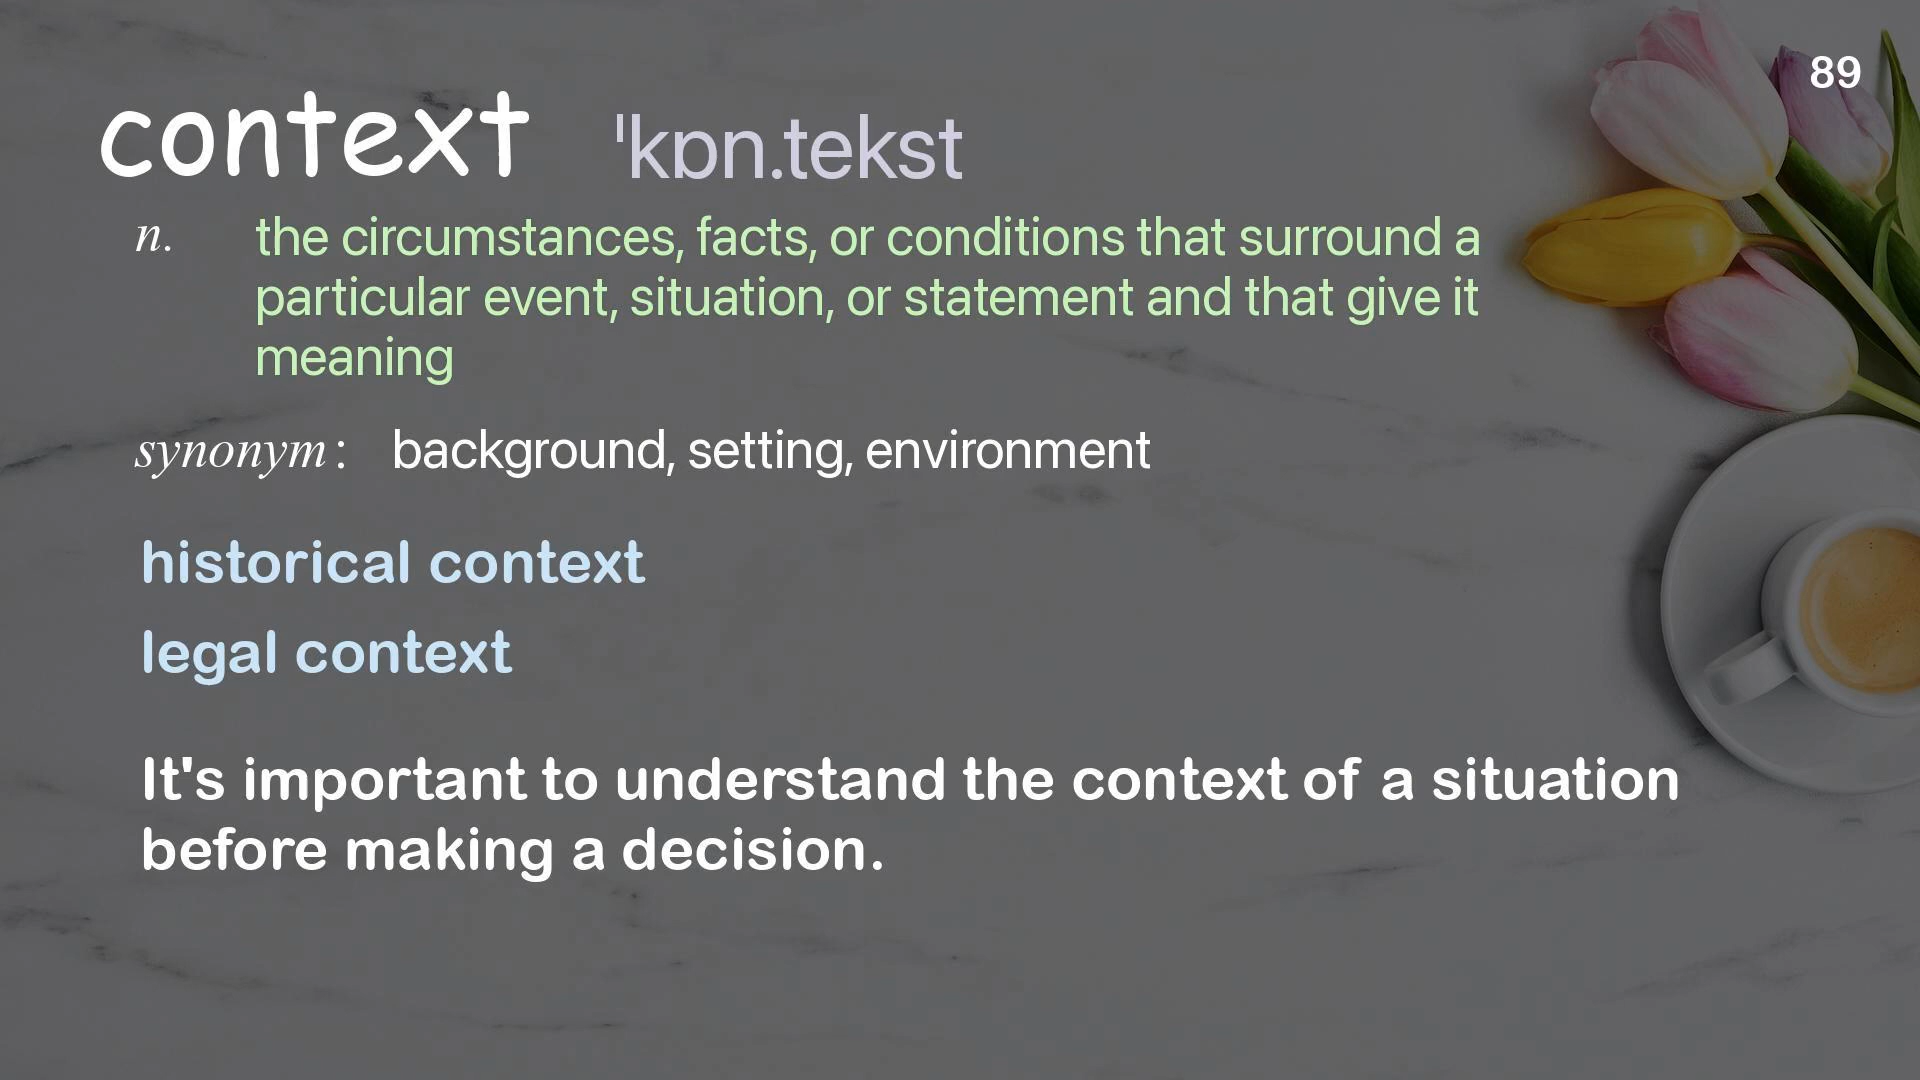 89
context ˈkɒn.tekst
n. the circumstances, facts, or conditions that surround a
particular event, situation, or statement and that give it
meaning
synonym : background, setting, environment
historical context
legal context
It's important to understand the context of a situation
before making a decision.